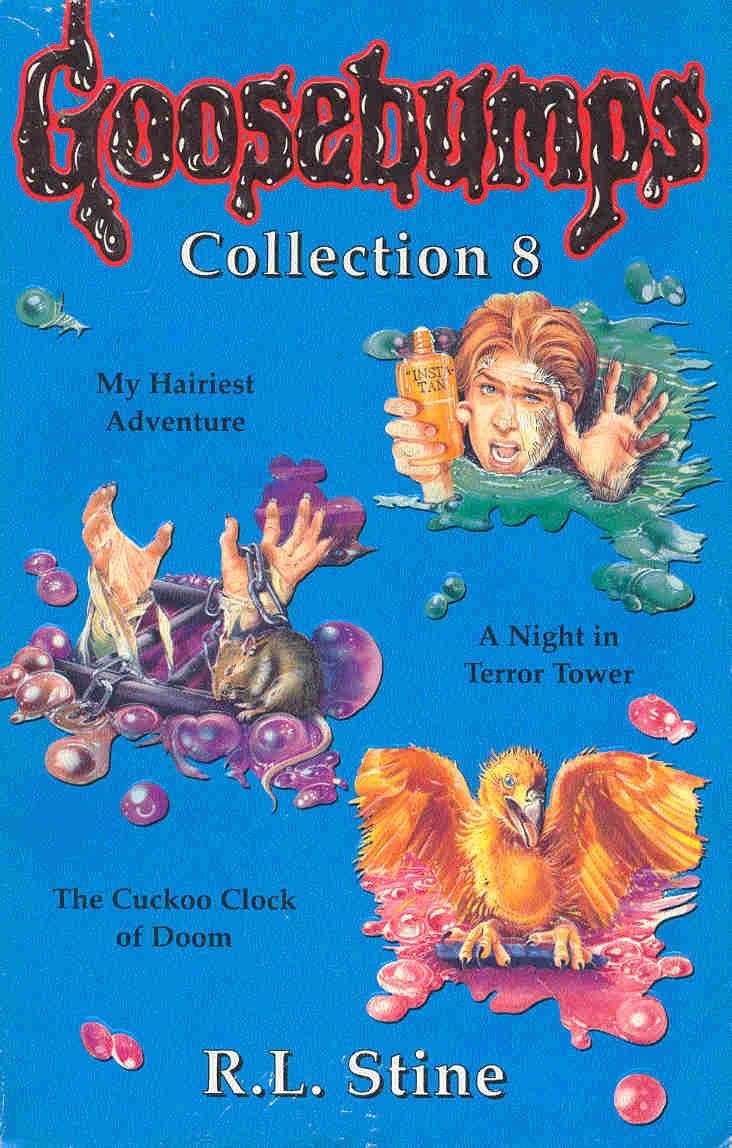 Goosebumps
Collection 8
"INSTA-
TAN"
My Hairiest
Adventure
A Night in
Terror Tower
The Cuckoo Clock
of Doom
R.L. Stine